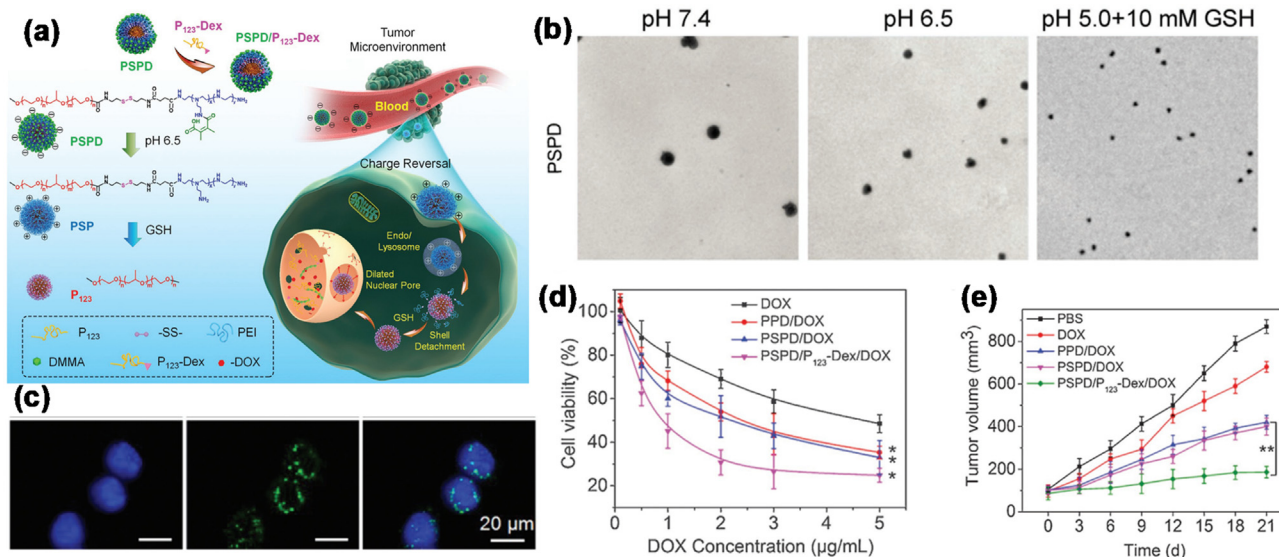 (a)
P₁₂₃-Dex
PSPD/P₁₂₃-Dex
PSPD
PSPD
pH 6.5
PSP
GSH
P₁₂₃
P₁₂₃
-SS-
PEI
DMMA
P₁₂₃-Dex
-DOX
Tumor
Microenvironment
Blood
Charge Reversal
Endo/
Lysosome
Dilated
Nuclear Pore
GSH
Shell
Detachment
(b)
pH 7.4
pH 6.5
pH 5.0+10 mM GSH
PSPD
(c)
20 μm
(d)
DOX
PPD/DOX
PSPD/DOX
PSPD/P₁₂₃-Dex/DOX
Cell viability (%)
100
80
60
40
20
0
1
2
3
4
5
*
*
*
DOX Concentration (μg/mL)
(e)
PBS
DOX
PPD/DOX
PSPD/DOX
PSPD/P₁₂₃-Dex/DOX
Tumor volume (mm³)
800
600
400
200
0
**
0
3
6
9
12
15
18
21
Time (d)